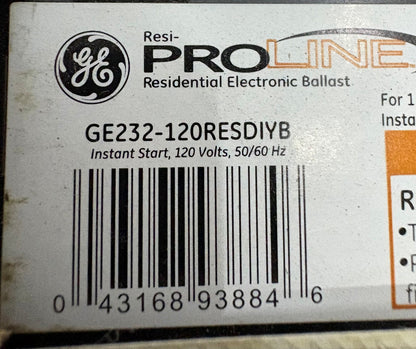 Resi-
PROLINE
Residential Electronic Ballast
GE
For 1
Insta
GE232-120RESDIYB
Instant Start, 120 Volts, 50/60 Hz
R
•T
•F
fi
0 43168 93884 6